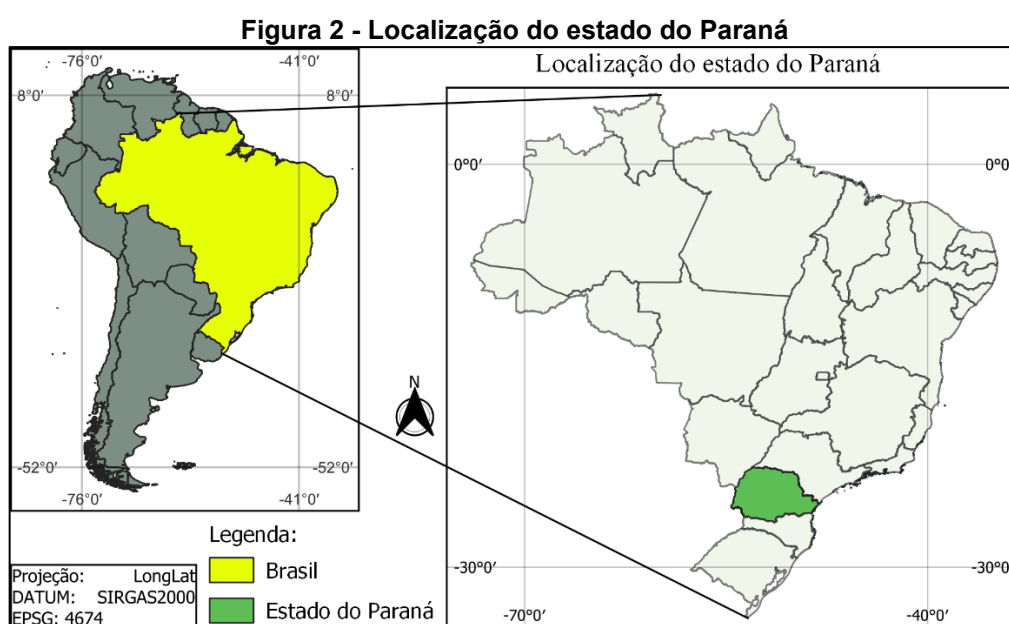 Figura 2 - Localização do estado do Paraná
-76°0′ -41°0′
8°0′ 8°0′
-52°0′ -52°0′
-76°0′ -41°0′
Localização do estado do Paraná
0°0′ 0°0′
-30°0′ -30°0′
-70°0′ -40°0′
N
Legenda:
Brasil
Estado do Paraná
Projeção: LongLat
DATUM: SIRGAS2000
EPSG: 4674